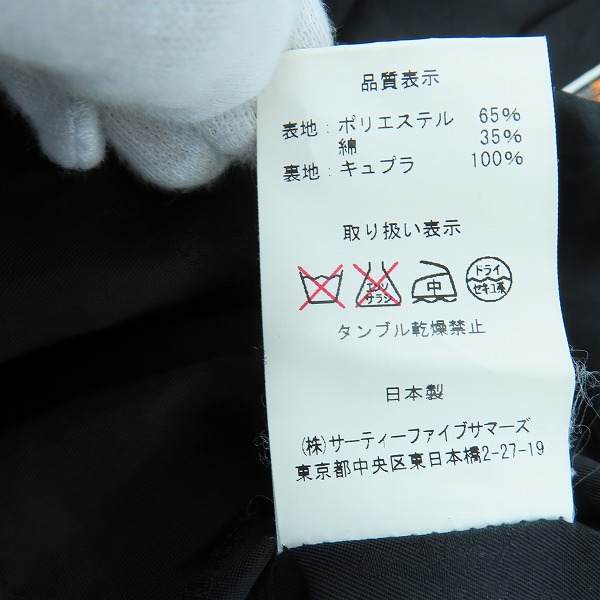 品質表示
表地：ポリエステル 65%
綿 35%
裏地：キュプラ 100%
取り扱い表示
エンソ サラシ 中 ドライ セキユ系
タンブル乾燥禁止
日本製
(株)サーティーファイブサマーズ
東京都中央区東日本橋2-27-19